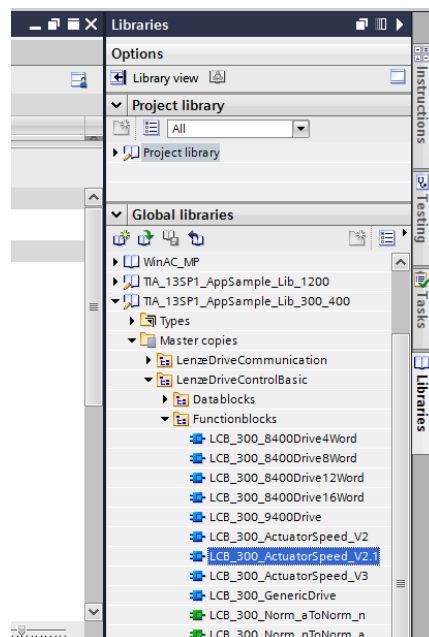 Libraries
Options
Library view
Project library
All
Project library
Global libraries
WinAC_MP
TIA_13SP1_AppSample_Lib_1200
TIA_13SP1_AppSample_Lib_300_400
Types
Master copies
LenzeDriveCommunication
LenzeDriveControlBasic
Datablocks
Functionblocks
LCB_300_8400Drive4Word
LCB_300_8400Drive8Word
LCB_300_8400Drive12Word
LCB_300_8400Drive16Word
LCB_300_9400Drive
LCB_300_ActuatorSpeed_V2
LCB_300_ActuatorSpeed_V2.1
LCB_300_ActuatorSpeed_V3
LCB_300_GenericDrive
LCB_300_Norm_aToNorm_n
LCB_300_Norm_nToNorm_a
Instructions
Testing
Tasks
Libraries